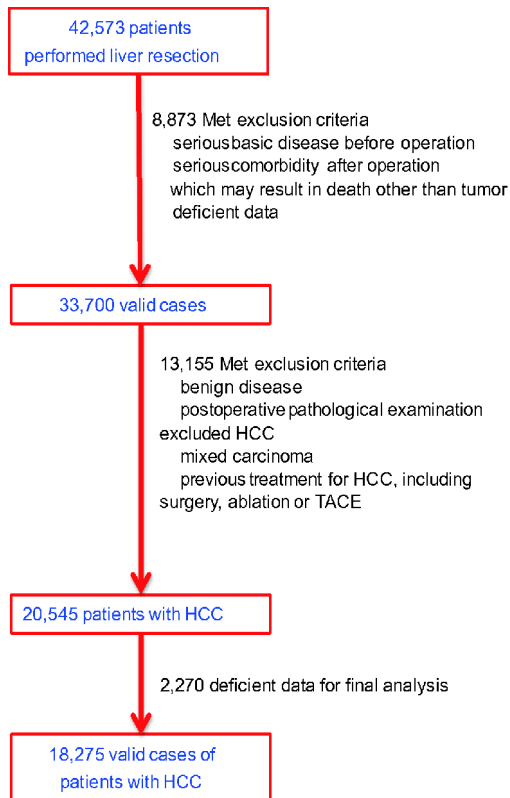 42,573 patients
performed liver resection
8,873 Met exclusion criteria
seriousbasic disease before operation
seriouscomorbidity after operation
which may result in death other than tumor
deficient data
33,700 valid cases
13,155 Met exclusion criteria
benign disease
postoperative pathological examination
excluded HCC
mixed carcinoma
previous treatment for HCC, including
surgery, ablation or TACE
20,545 patients with HCC
2,270 deficient data for final analysis
18,275 valid cases of
patients with HCC